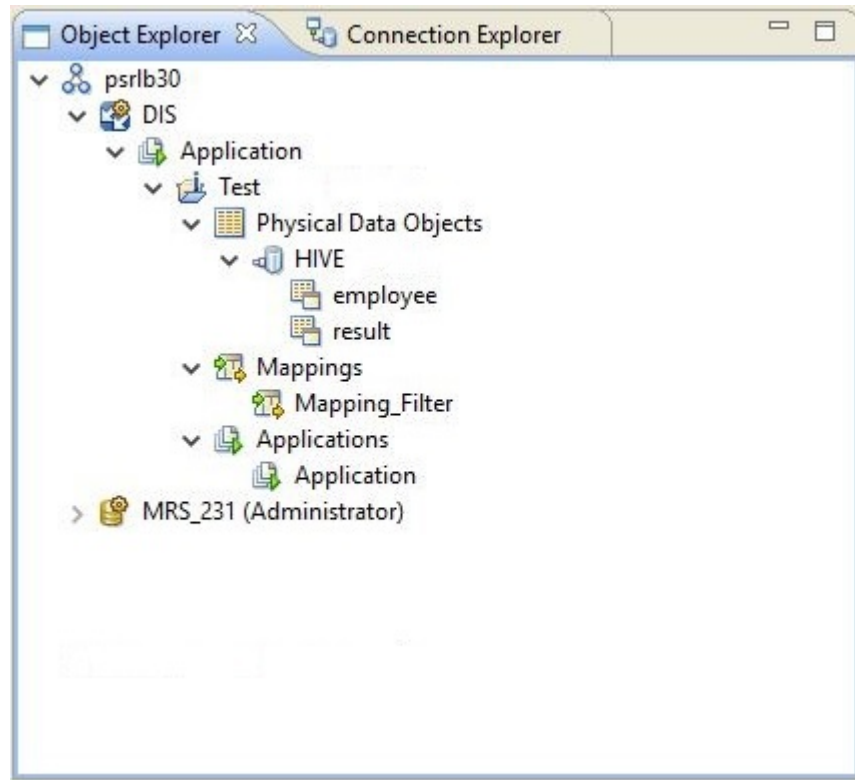 Object Explorer Connection Explorer
psrlb30
DIS
Application
Test
Physical Data Objects
HIVE
employee
result
Mappings
Mapping_Filter
Applications
Application
MRS_231 (Administrator)